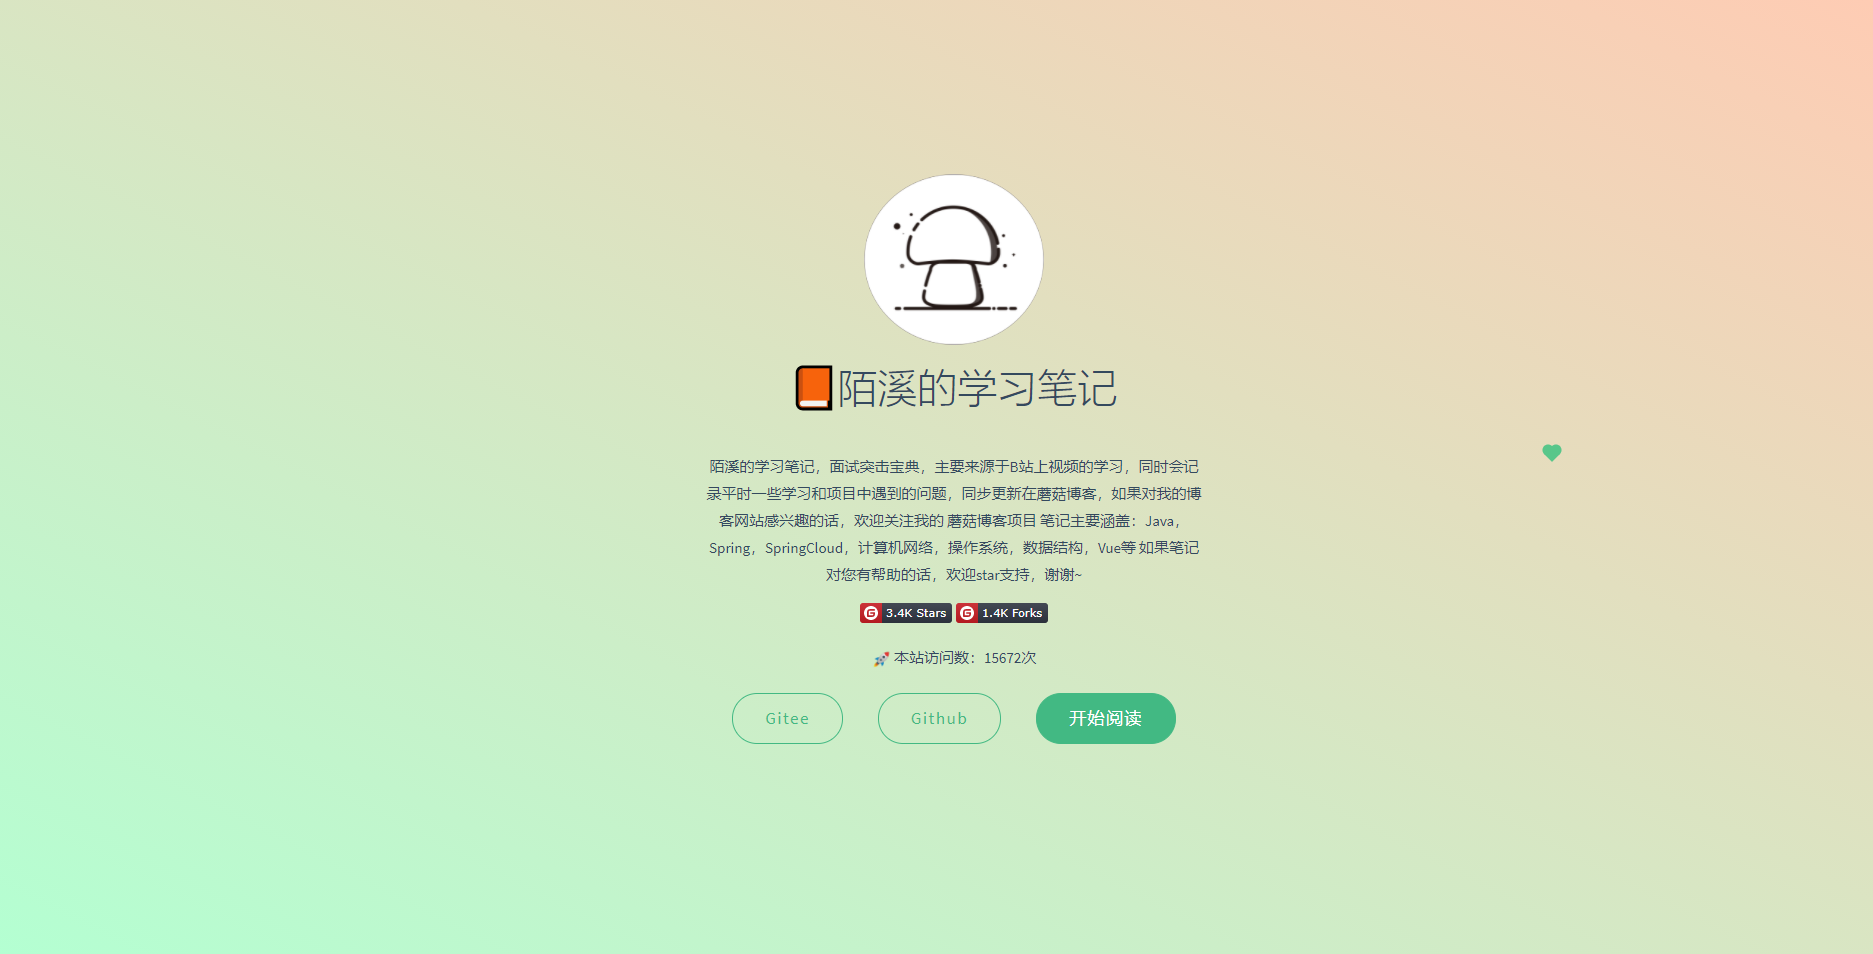 📙陌溪的学习笔记
陌溪的学习笔记，面试突击宝典，主要来源于B站上视频的学习，同时会记
录平时一些学习和项目中遇到的问题，同步更新在蘑菇博客，如果对我的博
客网站感兴趣的话，欢迎关注我的 蘑菇博客项目 笔记主要涵盖：Java，
Spring，SpringCloud，计算机网络，操作系统，数据结构，Vue等 如果笔记
对您有帮助的话，欢迎star支持，谢谢~
G 3.4K Stars G 1.4K Forks
🚀 本站访问数：15672次
Gitee Github 开始阅读